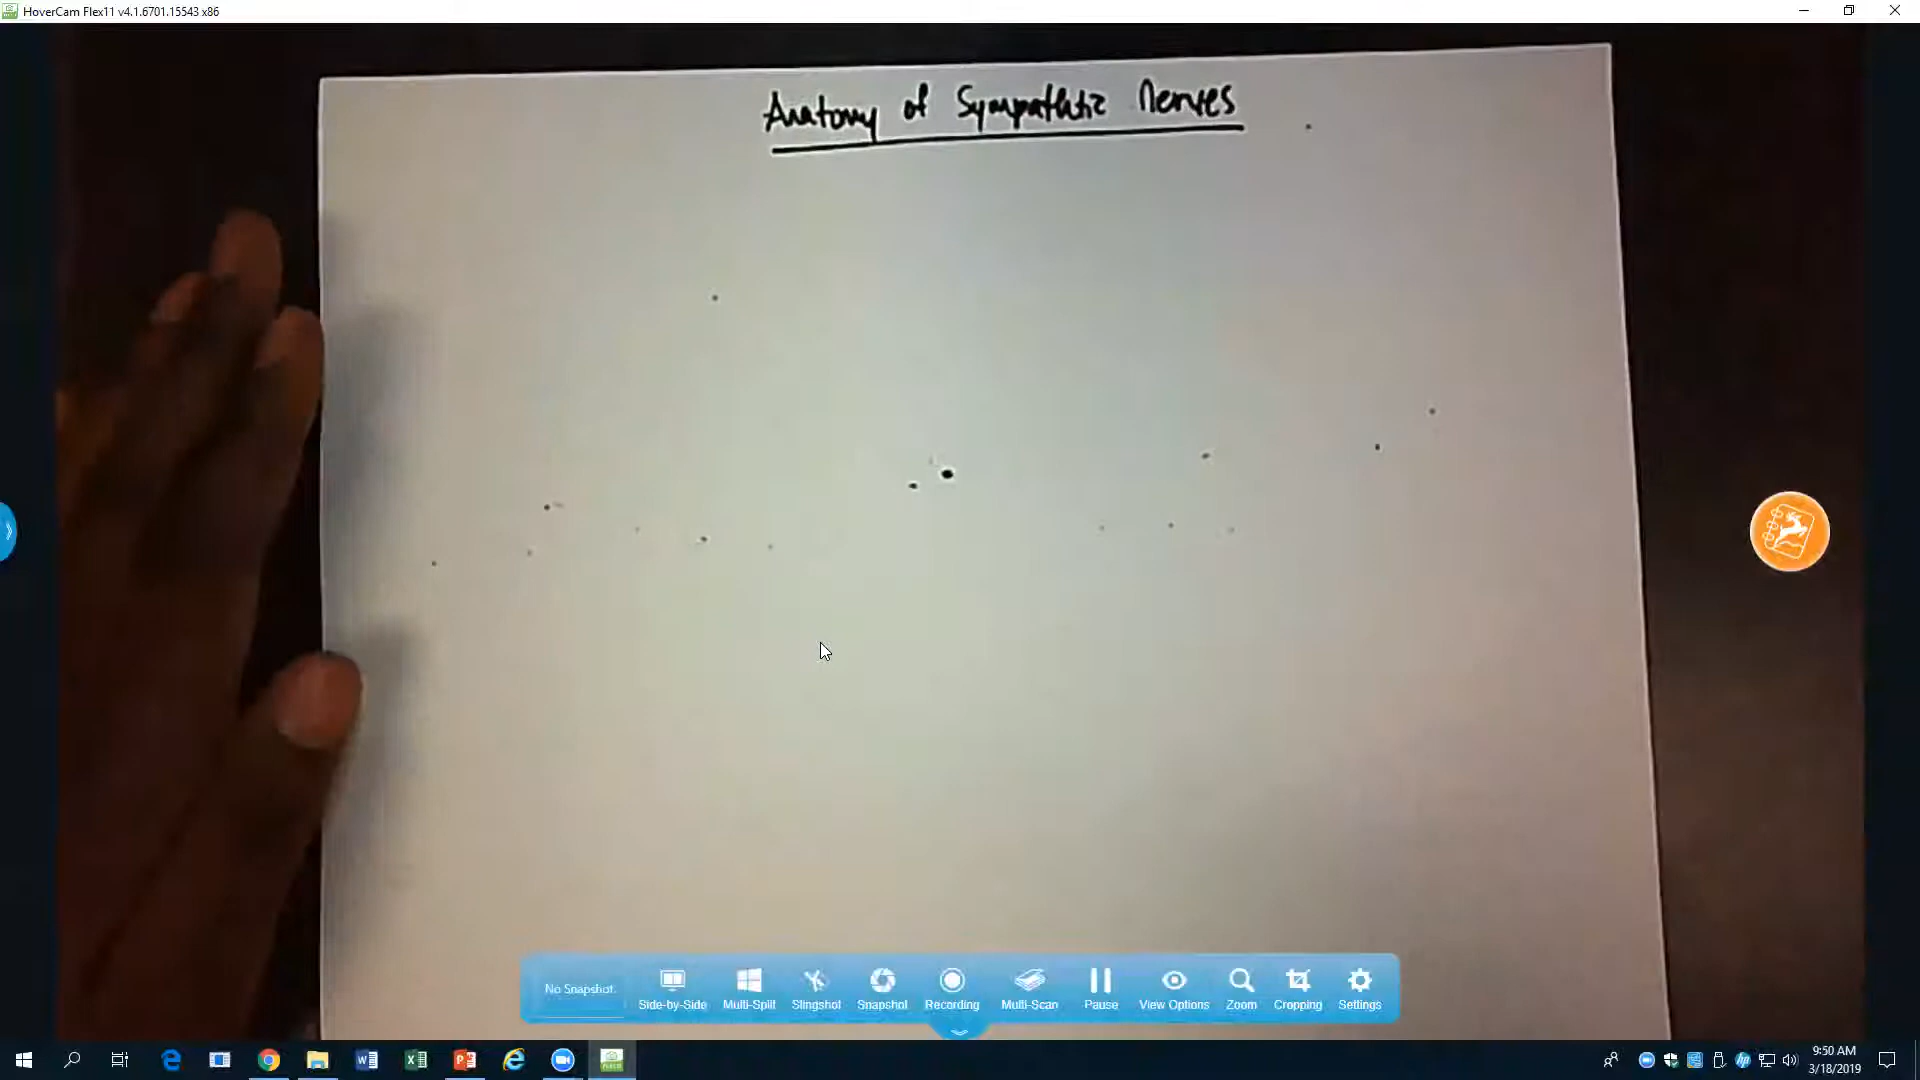 HoverCam Flex11 v4.1.6701.15543 x86
Anatomy of Sympathtic Nerves
No Snapshot.
Side-by-Side
Multi-Split
Slingshot
Snapshot
Recording
Multi-Scan
Pause
View Options
Zoom
Cropping
Settings
9:50 AM
3/18/2019